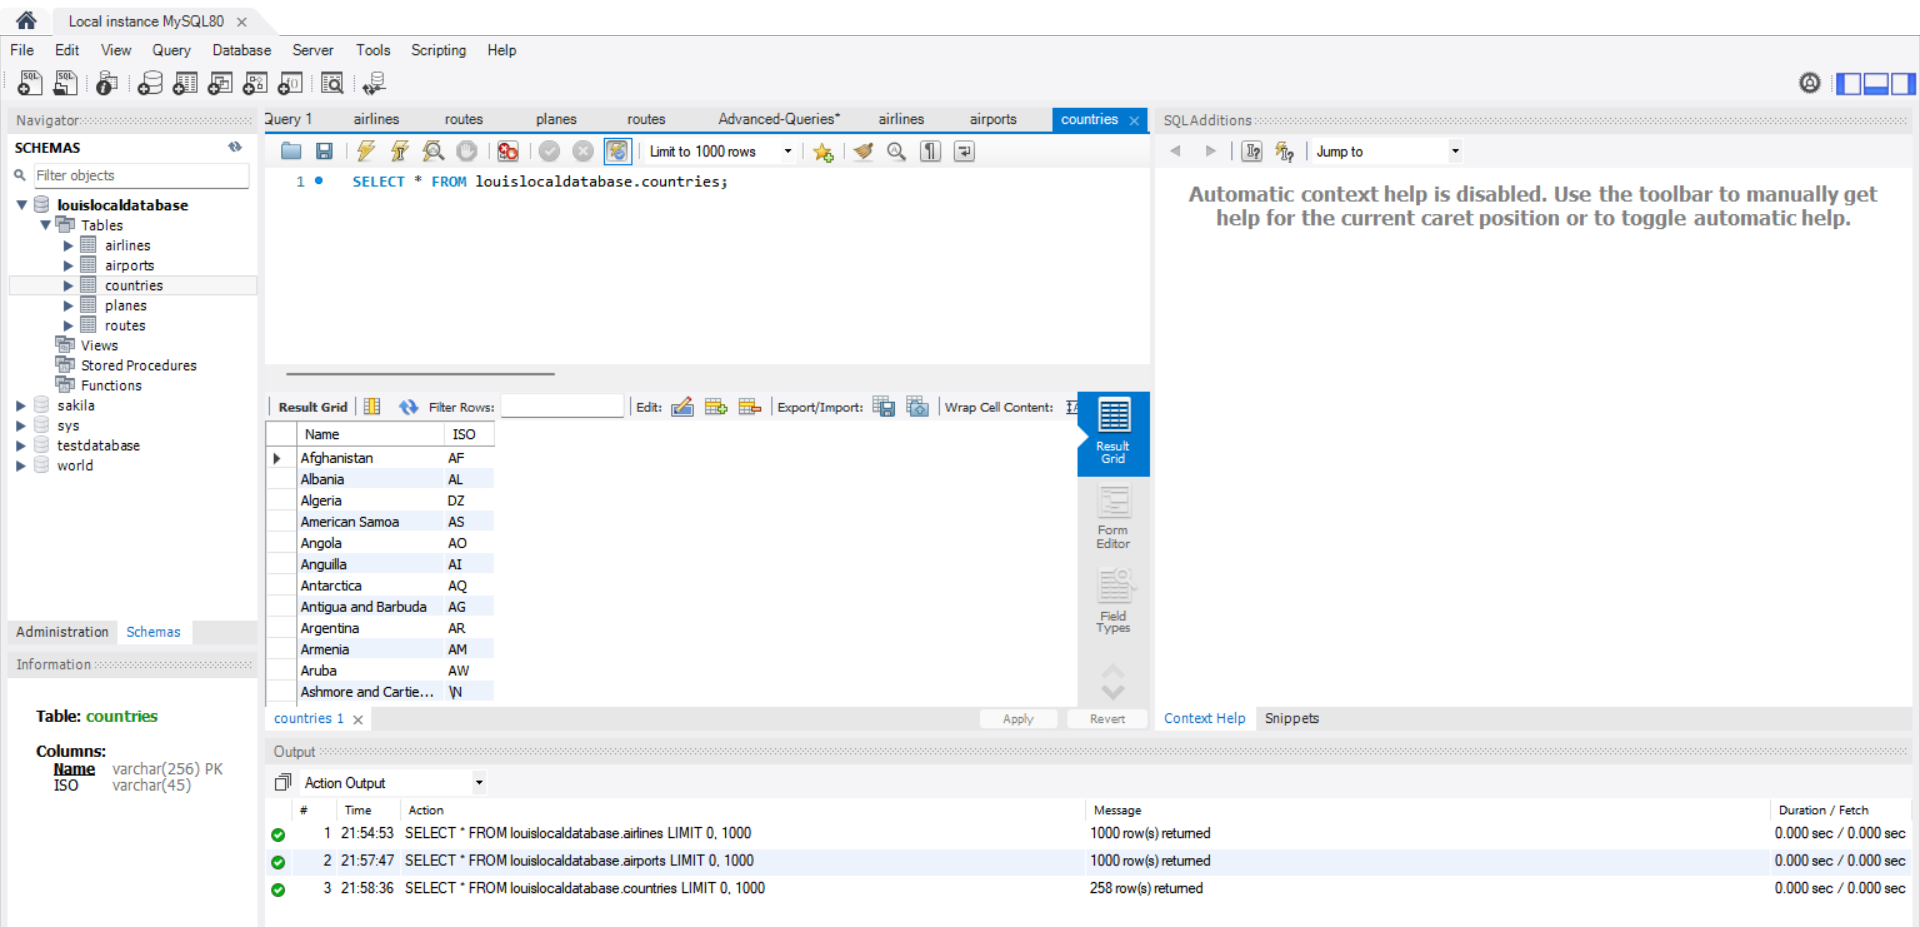 Local instance MySQL80
File Edit View Query Database Server Tools Scripting Help
Navigator
SCHEMAS
Filter objects
louislocaldatabase
Tables
airlines
airports
countries
planes
routes
Views
Stored Procedures
Functions
sakila
sys
testdatabase
world
Administration Schemas
Information
Table: countries
Columns:
Name varchar(256) PK
ISO varchar(45)
Query 1 airlines routes planes routes Advanced-Queries* airlines airports countries
Limit to 1000 rows
1 SELECT * FROM louislocaldatabase.countries;
Result Grid Filter Rows: Edit: Export/Import: Wrap Cell Content:
Name ISO
Afghanistan AF
Albania AL
Algeria DZ
American Samoa AS
Angola AO
Anguilla AI
Antarctica AQ
Antigua and Barbuda AG
Argentina AR
Armenia AM
Aruba AW
Ashmore and Cartie... \N
Result
Grid
Form
Editor
Field
Types
countries 1 Apply Revert
SQLAdditions
Jump to
Automatic context help is disabled. Use the toolbar to manually get
help for the current caret position or to toggle automatic help.
Context Help Snippets
Output
Action Output
# Time Action Message Duration / Fetch
1 21:54:53 SELECT * FROM louislocaldatabase.airlines LIMIT 0, 1000 1000 row(s) returned 0.000 sec / 0.000 sec
2 21:57:47 SELECT * FROM louislocaldatabase.airports LIMIT 0, 1000 1000 row(s) returned 0.000 sec / 0.000 sec
3 21:58:36 SELECT * FROM louislocaldatabase.countries LIMIT 0, 1000 258 row(s) returned 0.000 sec / 0.000 sec